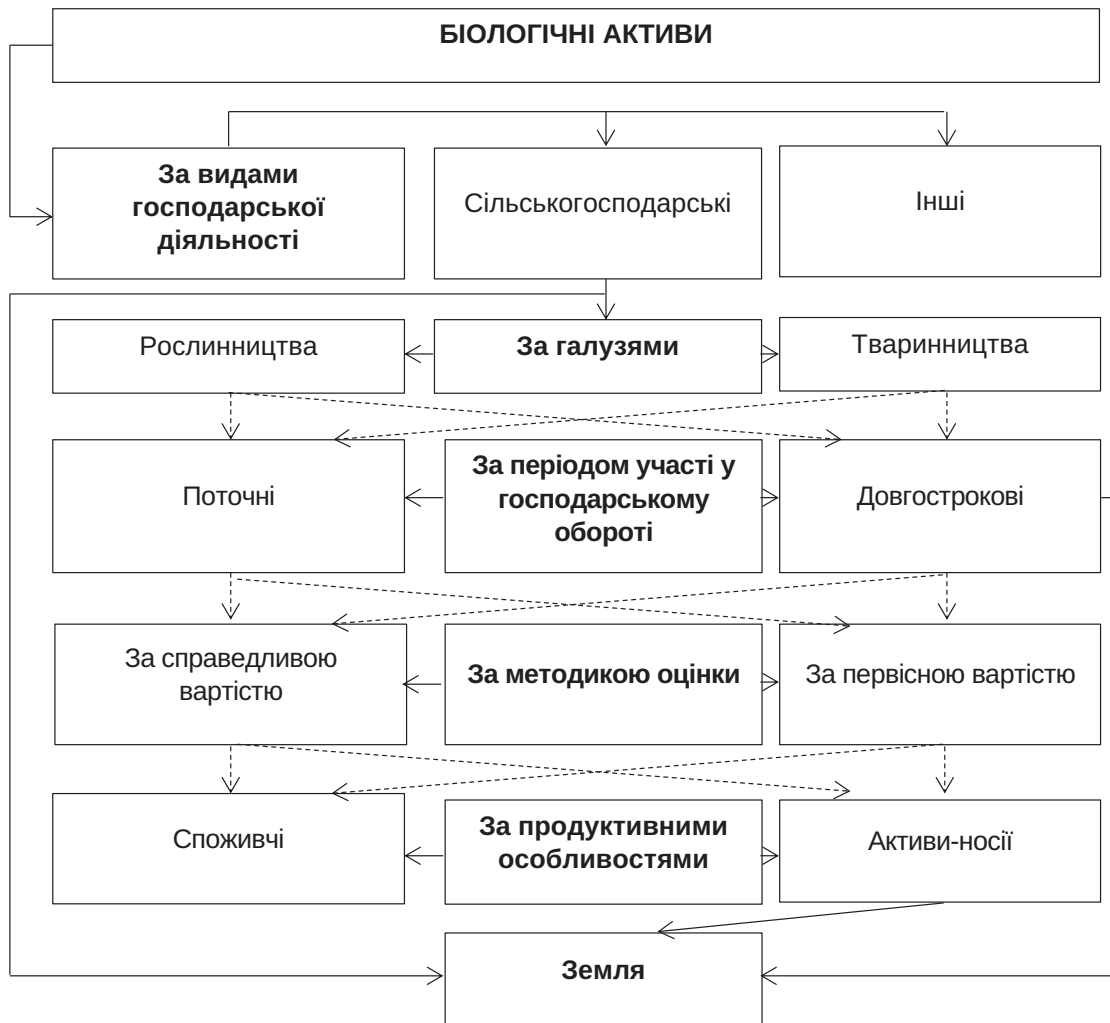 БІОЛОГІЧНІ АКТИВИ
За видами
господарської
діяльності
Сільськогосподарські
Інші
Рослинництва
За галузями
Тваринництва
Поточні
За періодом участі у
господарському
обороті
Довгострокові
За справедливою
вартістю
За методикою оцінки
За первісною вартістю
Споживчі
За продуктивними
особливостями
Активи-носії
Земля